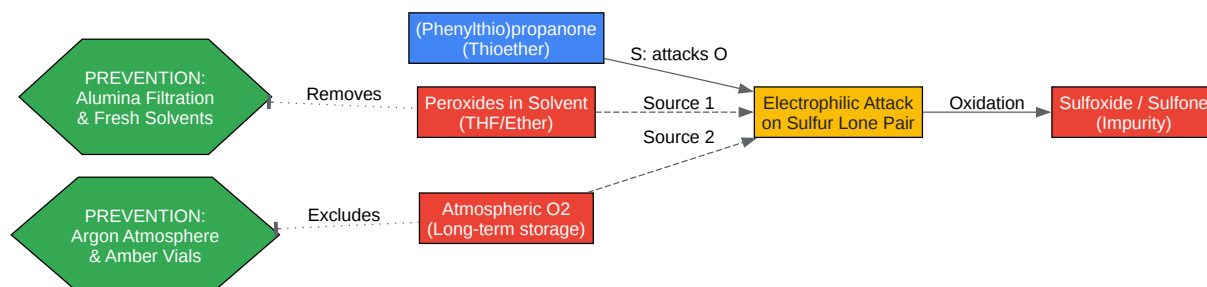 (Phenylthio)propanone
(Thioether)
S: attacks O
PREVENTION:
Alumina Filtration
& Fresh Solvents
Removes
Peroxides in Solvent
(THF/Ether)
Source 1
Electrophilic Attack
on Sulfur Lone Pair
Oxidation
Sulfoxide / Sulfone
(Impurity)
Source 2
PREVENTION:
Argon Atmosphere
& Amber Vials
Excludes
Atmospheric O2
(Long-term storage)